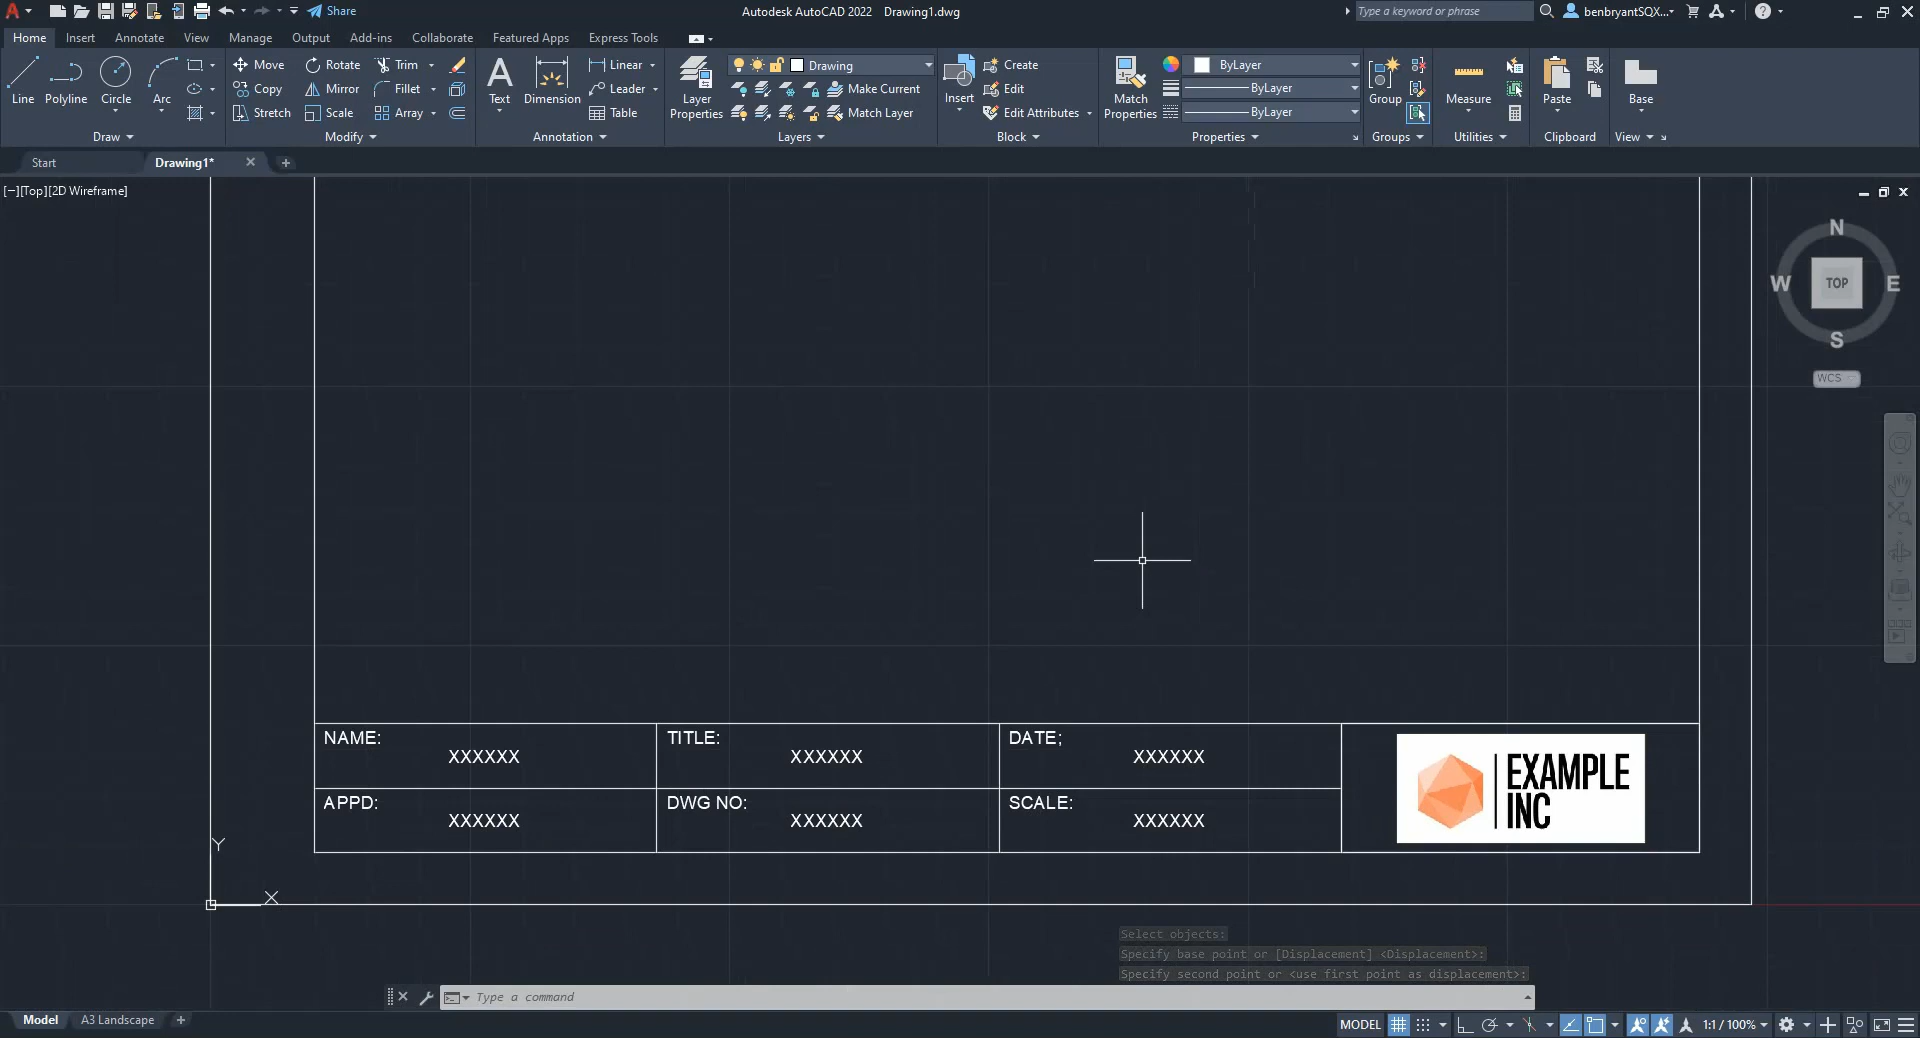 Share
Autodesk AutoCAD 2022 Drawing1.dwg
Type a keyword or phrase
benbryantSQX...
Home Insert Annotate View Manage Output Add-ins Collaborate Featured Apps Express Tools
Line Polyline Circle Arc
Draw
Move Rotate Trim
Copy Mirror Fillet
Stretch Scale Array
Modify
Text Dimension
Linear
Leader
Table
Annotation
Layer
Properties
Drawing
Make Current
Match Layer
Layers
Insert
Create
Edit
Edit Attributes
Block
Match
Properties
ByLayer
ByLayer
ByLayer
Properties
Group
Groups
Measure
Utilities
Paste
Clipboard
Base
View
Start Drawing1*
[−][Top][2D Wireframe]
N
W TOP E
S
WCS
NAME: XXXXXX TITLE: XXXXXX DATE; XXXXXX
APPD: XXXXXX DWG NO: XXXXXX SCALE: XXXXXX
EXAMPLE
INC
Y
X
Select objects:
Specify base point or [Displacement] <Displacement>:
Specify second point or <use first point as displacement>:
Type a command
Model A3 Landscape
MODEL 1:1 / 100%